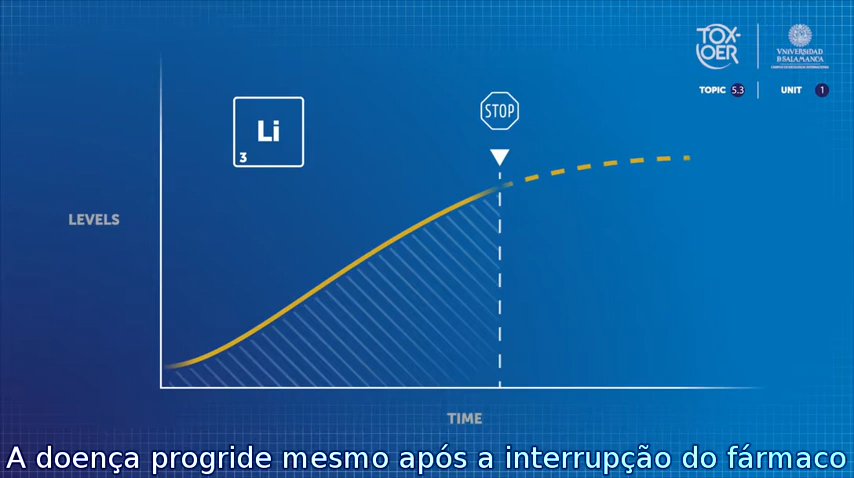 TOX-
OER
VNiVERSiDAD
D SALAMANCA
TOPIC 5.3 UNIT 1
Li
3
STOP
LEVELS
TIME
A doença progride mesmo após a interrupção do fármaco